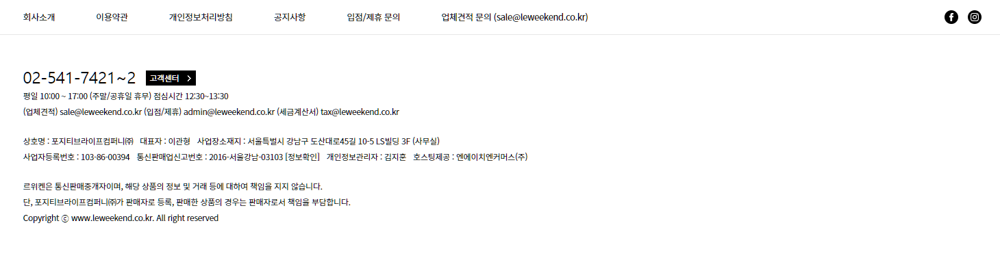 회사소개 이용약관 개인정보처리방침 공지사항 입점/제휴 문의 업체견적 문의 (sale@leweekend.co.kr)
02-541-7421~2 고객센터
평일 10:00 ~ 17:00 (주말/공휴일 휴무) 점심시간 12:30~13:30
(업체견적) sale@leweekend.co.kr (입점/제휴) admin@leweekend.co.kr (세금계산서) tax@leweekend.co.kr
상호명 : 포지티브라이프컴퍼니㈜ 대표자 : 이관형 사업장소재지 : 서울특벌시 강남구 도산대로45길 10-5 LS빌딩 3F (사무실)
사업자등록번호 : 103-86-00394 통신판매업신고번호 : 2016-서울강남-03103 [정보확인] 개인정보관리자 : 김지훈 호스팅제공 : 엔에이치엔커머스(주)
르위켄은 통신판매중개자이며, 해당 상품의 정보 및 거래 등에 대하여 책임을 지지 않습니다.
단, 포지티브라이프컴퍼니㈜가 판매자로 등록, 판매한 상품의 경우는 판매자로서 책임을 부담합니다.
Copyright ⓒ www.leweekend.co.kr. All right reserved